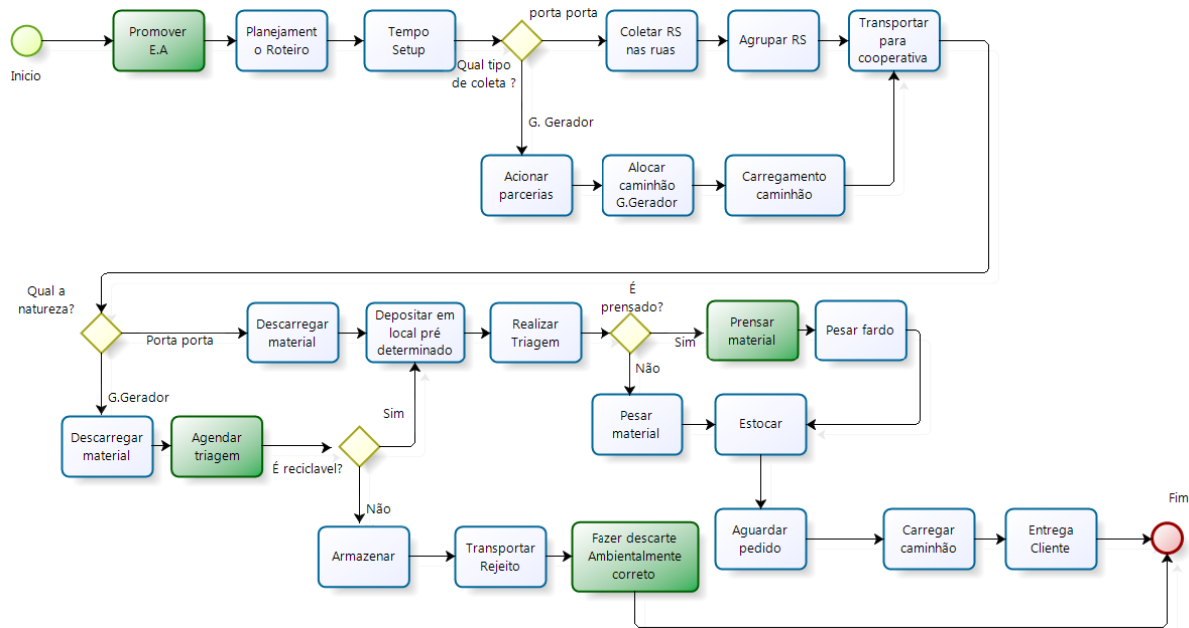 porta porta
Promover
E.A
Planejament
o Roteiro
Tempo
Setup
Coletar RS
nas ruas
Agrupar RS
Transportar
para
cooperativa
Inicio
Qual tipo
de coleta ?
G. Gerador
Acionar
parcerias
Alocar
caminhão
G.Gerador
Carregamento
caminhão
Qual a
natureza?
Porta porta
Descarregar
material
Depositar em
local pré
determinado
Realizar
Triagem
É
prensado?
Sim
Prensar
material
Pesar fardo
Não
G.Gerador
Descarregar
material
Agendar
triagem
É reciclavel?
Sim
Pesar
material
Estocar
Não
Armazenar
Transportar
Rejeito
Fazer descarte
Ambientalmente
correto
Aguardar
pedido
Carregar
caminhão
Entrega
Cliente
Fim